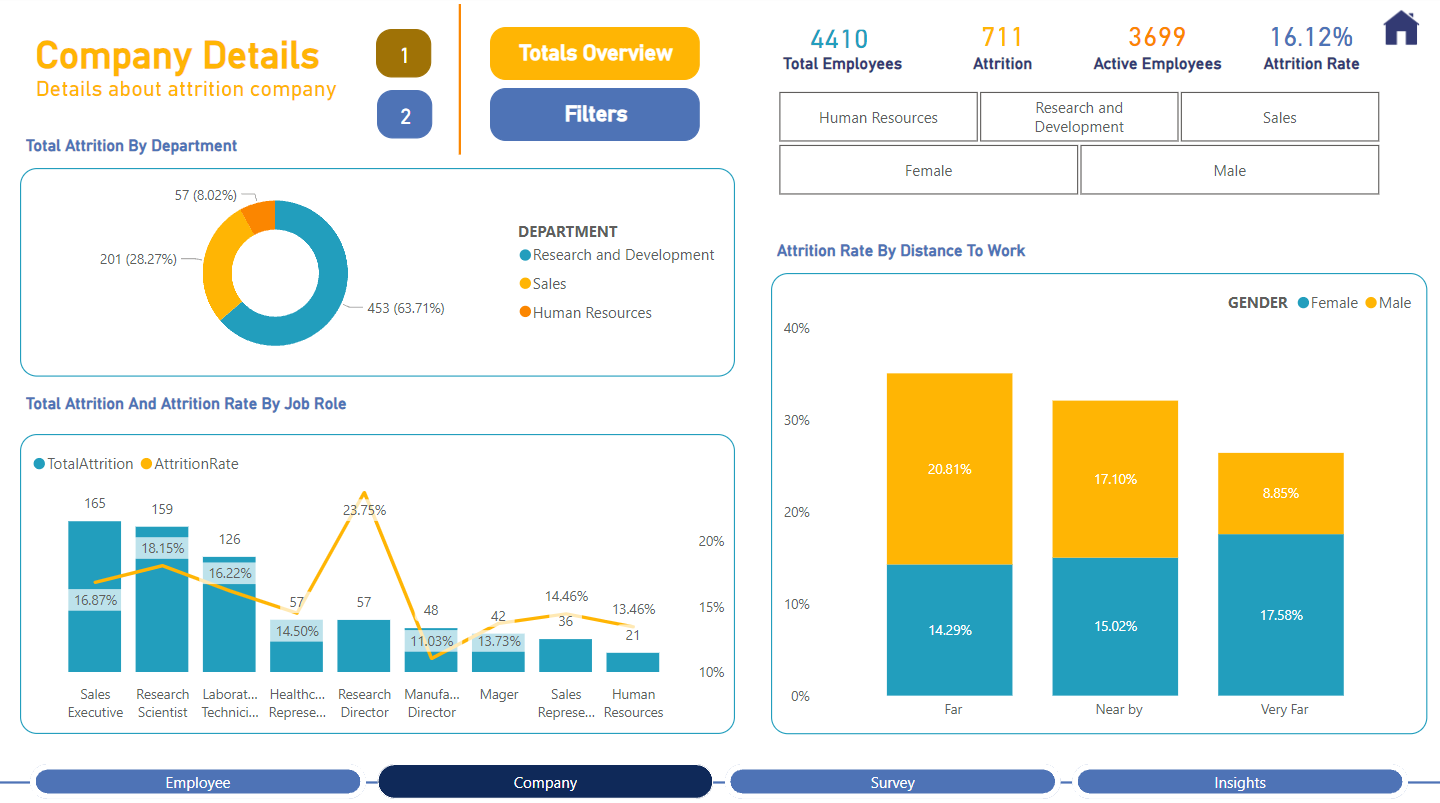 Company Details
Details about attrition company
1
2
Totals Overview
Filters
4410
Total Employees
711
Attrition
3699
Active Employees
16.12%
Attrition Rate
Human Resources
Research and
Development
Sales
Female
Male
Total Attrition By Department
57 (8.02%)
201 (28.27%)
453 (63.71%)
DEPARTMENT
Research and Development
Sales
Human Resources
Total Attrition And Attrition Rate By Job Role
TotalAttrition
AttritionRate
165
159
126
57
57
48
42
36
21
16.87%
18.15%
16.22%
14.50%
23.75%
11.03%
13.73%
14.46%
13.46%
20%
15%
10%
Sales
Executive
Research
Scientist
Laborat...
Technici...
Healthc...
Represe...
Research
Director
Manufa...
Director
Mager
Sales
Represe...
Human
Resources
Attrition Rate By Distance To Work
GENDER
Female
Male
40%
30%
20%
10%
0%
20.81%
14.29%
17.10%
15.02%
8.85%
17.58%
Far
Near by
Very Far
Employee
Company
Survey
Insights